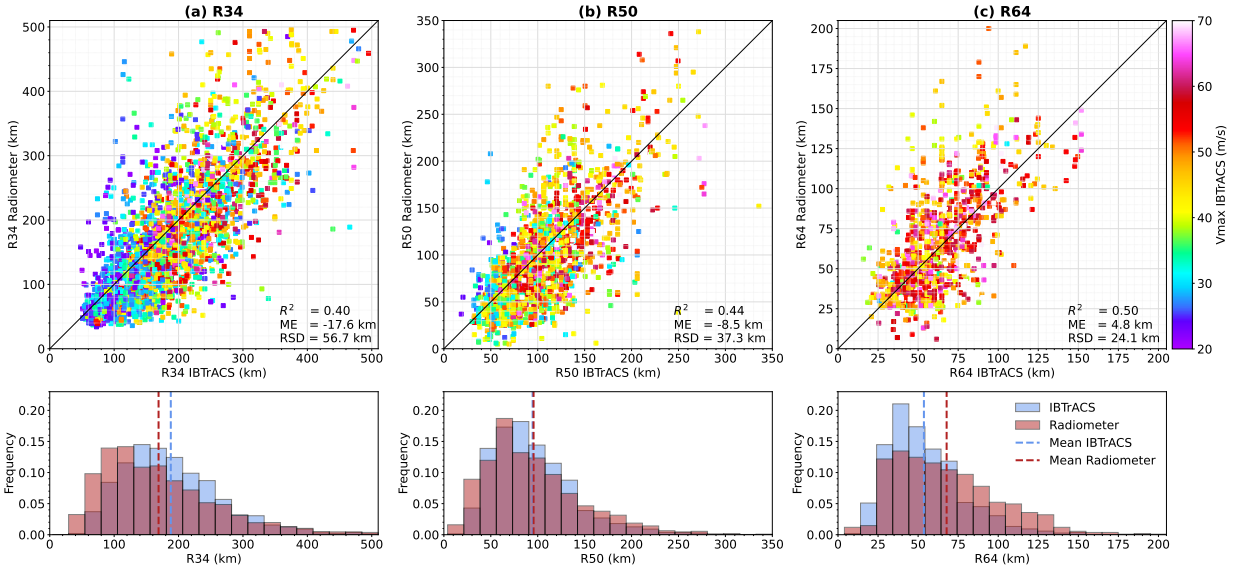 (a) R34
(b) R50
(c) R64
R34 Radiometer (km)
500
400
300
200
100
0
R² = 0.40
ME = -17.6 km
RSD = 56.7 km
0 100 200 300 400 500
R34 IBTrACS (km)
R50 Radiometer (km)
350
300
250
200
150
100
50
0
R² = 0.44
ME = -8.5 km
RSD = 37.3 km
0 50 100 150 200 250 300 350
R50 IBTrACS (km)
R64 Radiometer (km)
200
175
150
125
100
75
50
25
0
R² = 0.50
ME = 4.8 km
RSD = 24.1 km
0 25 50 75 100 125 150 175 200
R64 IBTrACS (km)
70
60
50
40
30
20
Vmax IBTrACS (m/s)
Frequency
0.20
0.15
0.10
0.05
0.00
0 100 200 300 400 500
R34 (km)
Frequency
0.20
0.15
0.10
0.05
0.00
0 50 100 150 200 250 300 350
R50 (km)
Frequency
0.20
0.15
0.10
0.05
0.00
IBTrACS
Radiometer
Mean IBTrACS
Mean Radiometer
0 25 50 75 100 125 150 175 200
R64 (km)